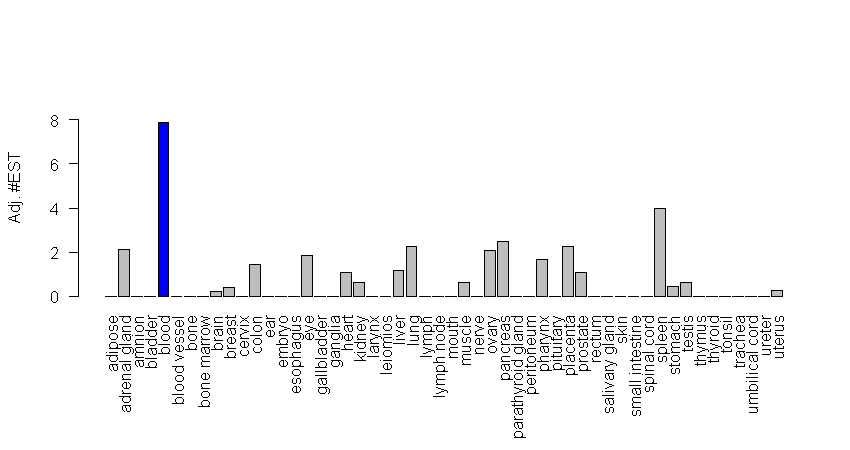 8
6
4
2
0
Adj. #EST
adipose
adrenal gland
amnion
bladder
blood
blood vessel
bone
bone marrow
brain
breast
cervix
colon
ear
embryo
esophagus
eye
gallbladder
ganglia
heart
kidney
larynx
leiomios
liver
lung
lymph
lymph node
mouth
muscle
nerve
ovary
pancreas
parathyroid gland
peritoneum
pharynx
pituitary
placenta
prostate
rectum
salivary gland
skin
small intestine
spinal cord
spleen
stomach
testis
thymus
thyroid
tonsil
trachea
umbilical cord
ureter
uterus